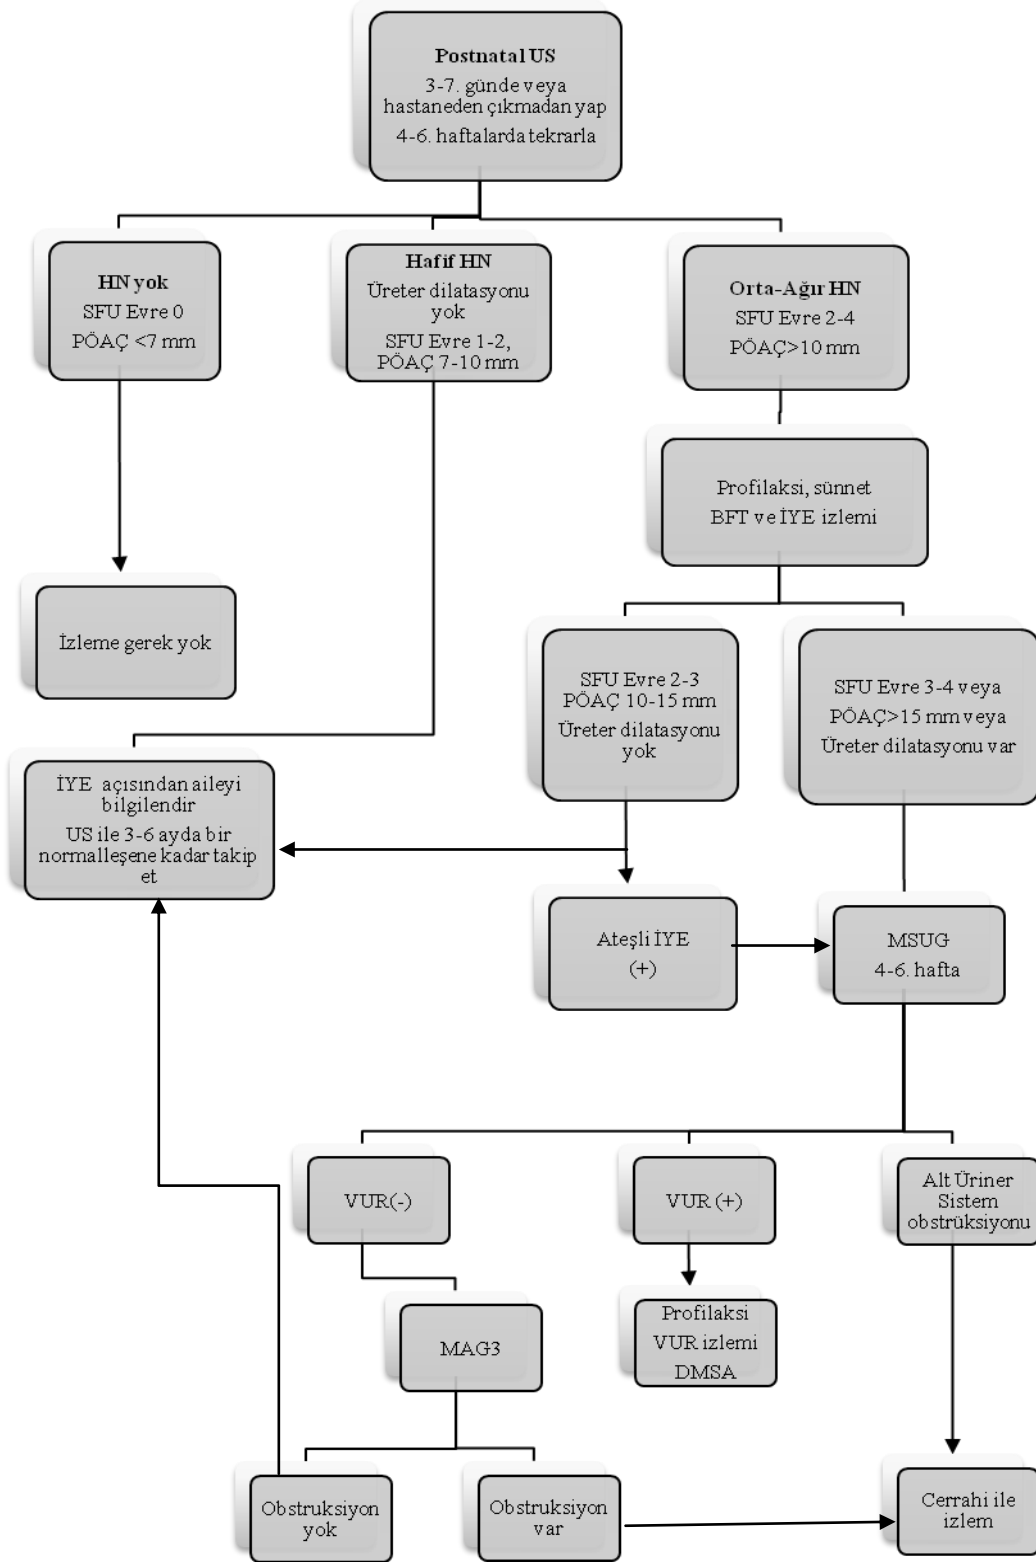 Postnatal US
3-7. günde veya
hastaneden çıkmadan yap
4-6. haftalarda tekrarla
HN yok
SFU Evre 0
PÖAÇ <7 mm
Hafif HN
Üreter dilatasyonu
yok
SFU Evre 1-2,
PÖAÇ 7-10 mm
Orta-Ağır HN
SFU Evre 2-4
PÖAÇ>10 mm
Profilaksi, sünnet
BFT ve İYE izlemi
İzleme gerek yok
SFU Evre 2-3
PÖAÇ 10-15 mm
Üreter dilatasyonu
yok
SFU Evre 3-4 veya
PÖAÇ>15 mm veya
Üreter dilatasyonu var
İYE açısından aileyi
bilgilendir
US ile 3-6 ayda bir
normalleşene kadar takip
et
Ateşli İYE
(+)
MSUG
4-6. hafta
VUR(-)
VUR (+)
Alt Üriner
Sistem
obstrüksiyonu
Profilaksi
VUR izlemi
DMSA
MAG3
Obstruksiyon
yok
Obstruksiyon
var
Cerrahi ile
izlem